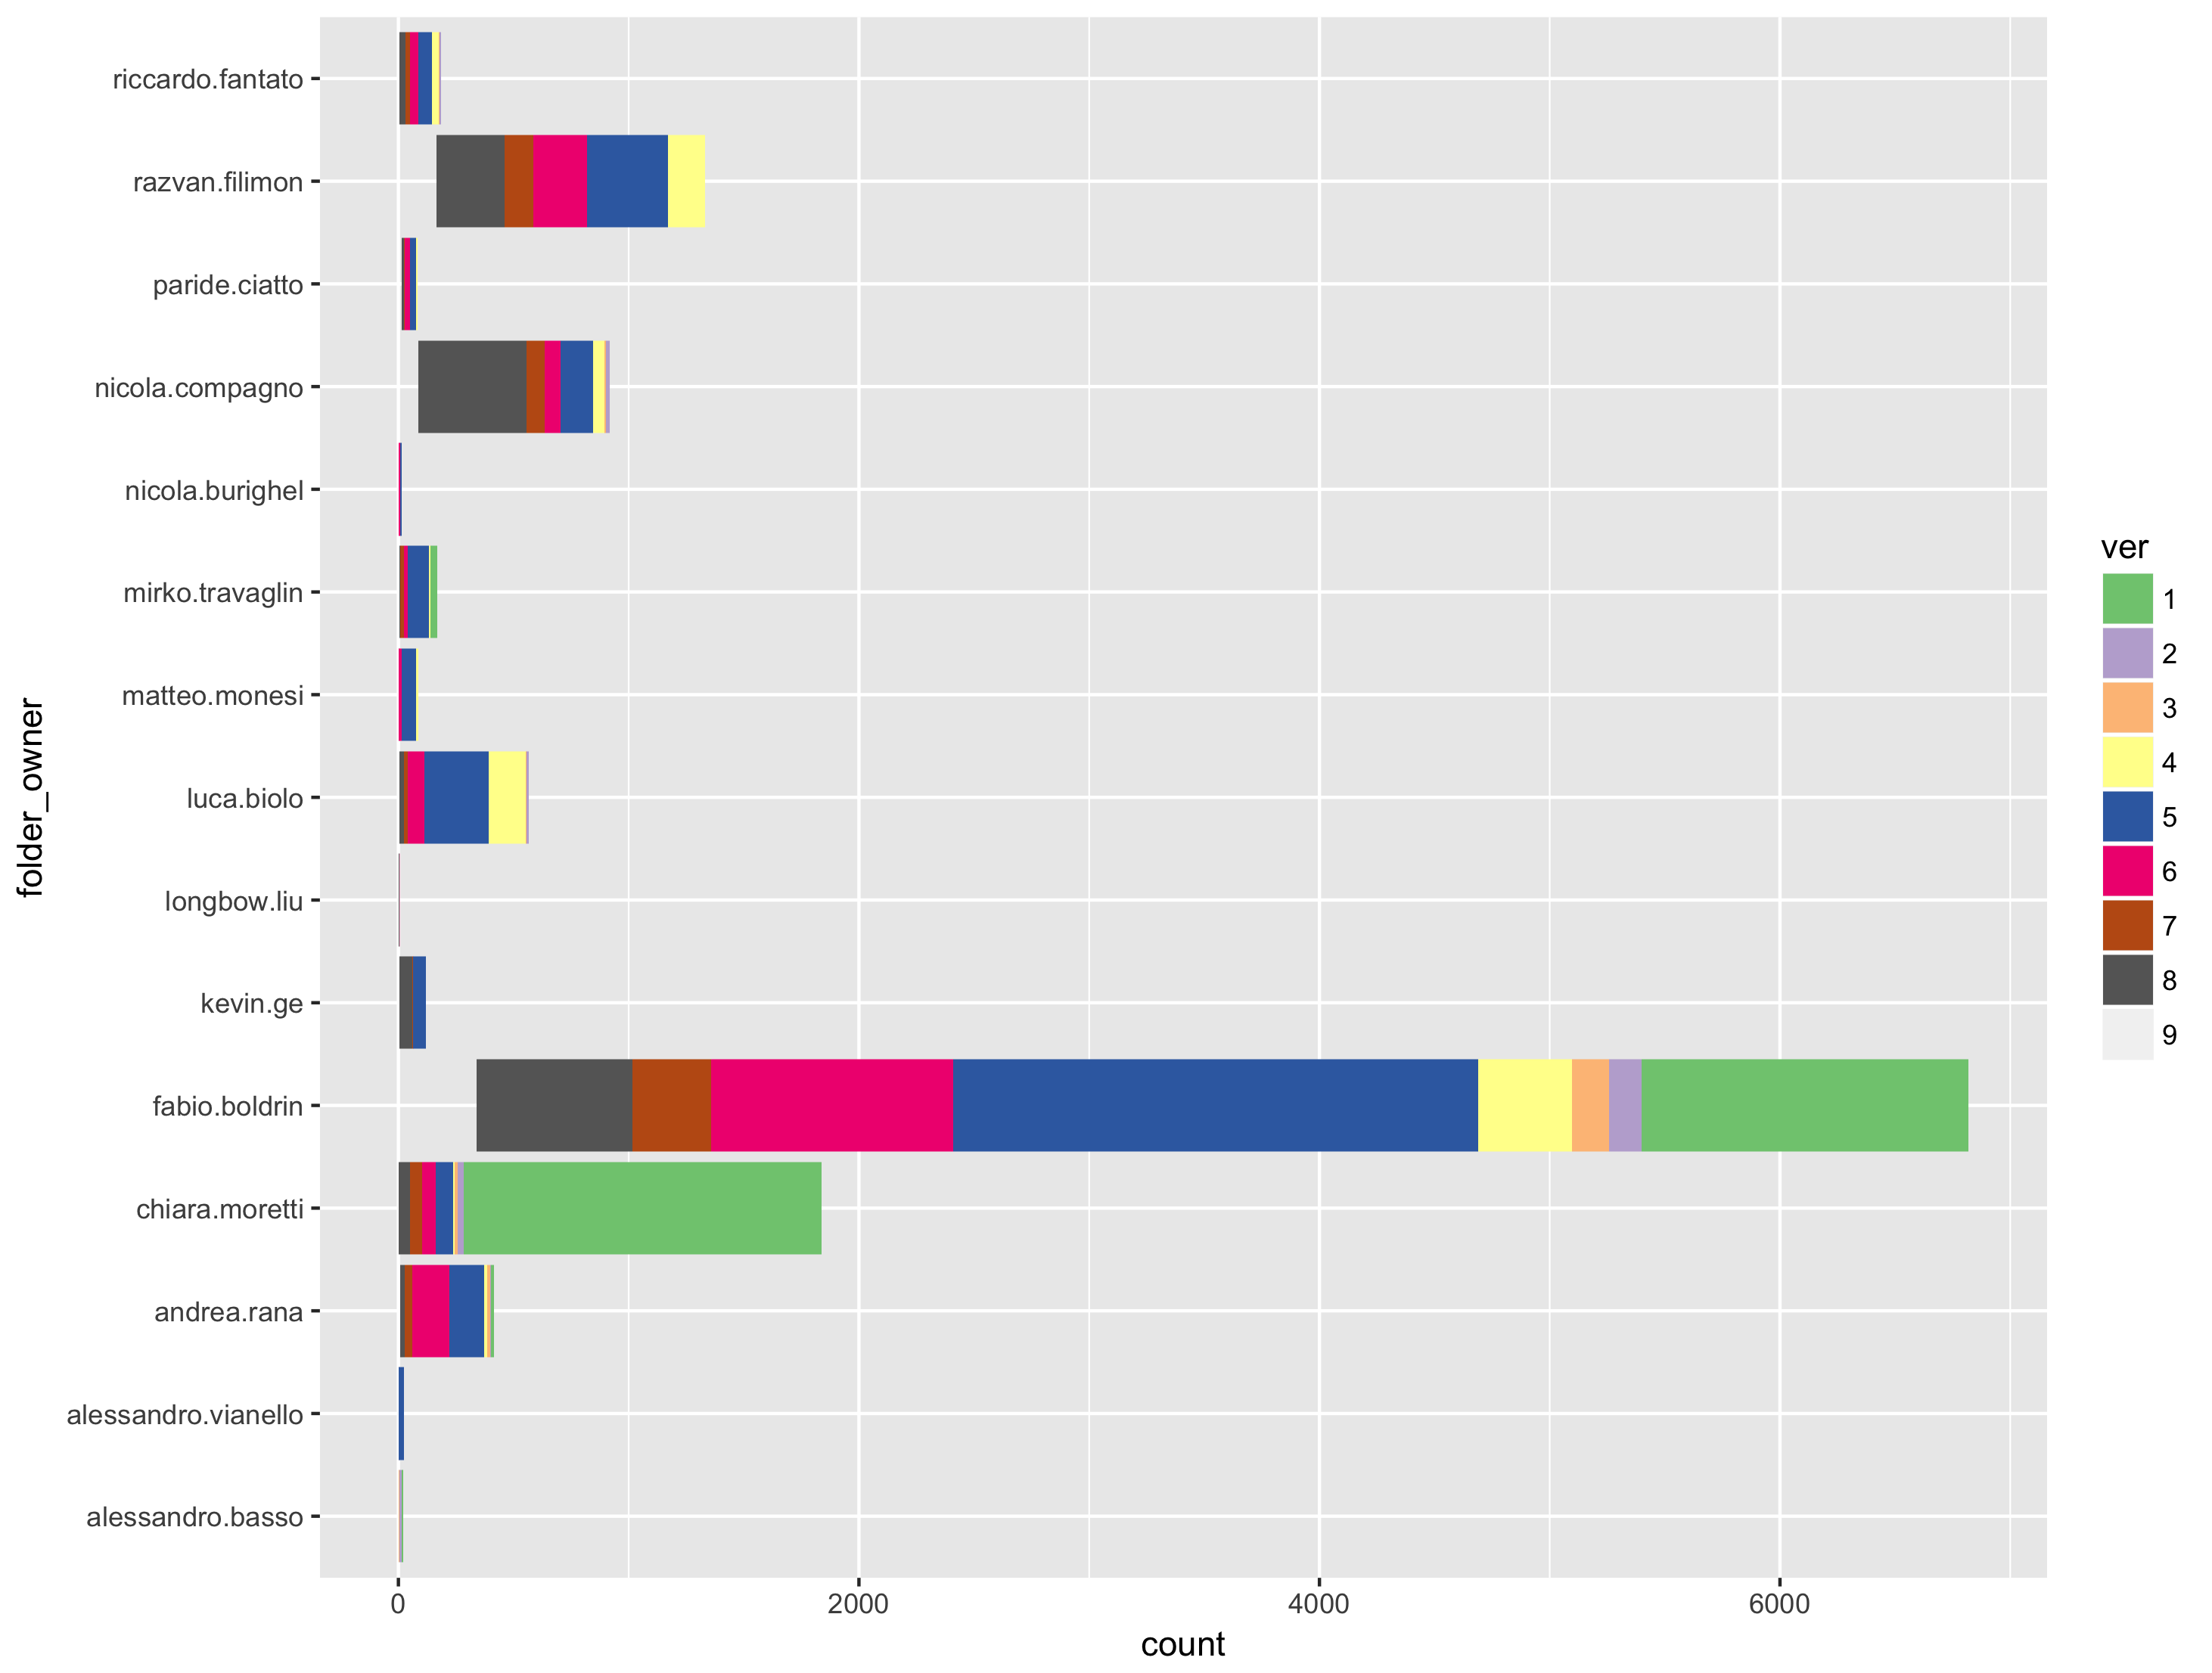 riccardo.fantato
razvan.filimon
paride.ciatto
nicola.compagno
nicola.burighel
mirko.travaglin
matteo.monesi
luca.biolo
longbow.liu
kevin.ge
fabio.boldrin
chiara.moretti
andrea.rana
alessandro.vianello
alessandro.basso
folder_owner
0 2000 4000 6000
count
ver
1
2
3
4
5
6
7
8
9